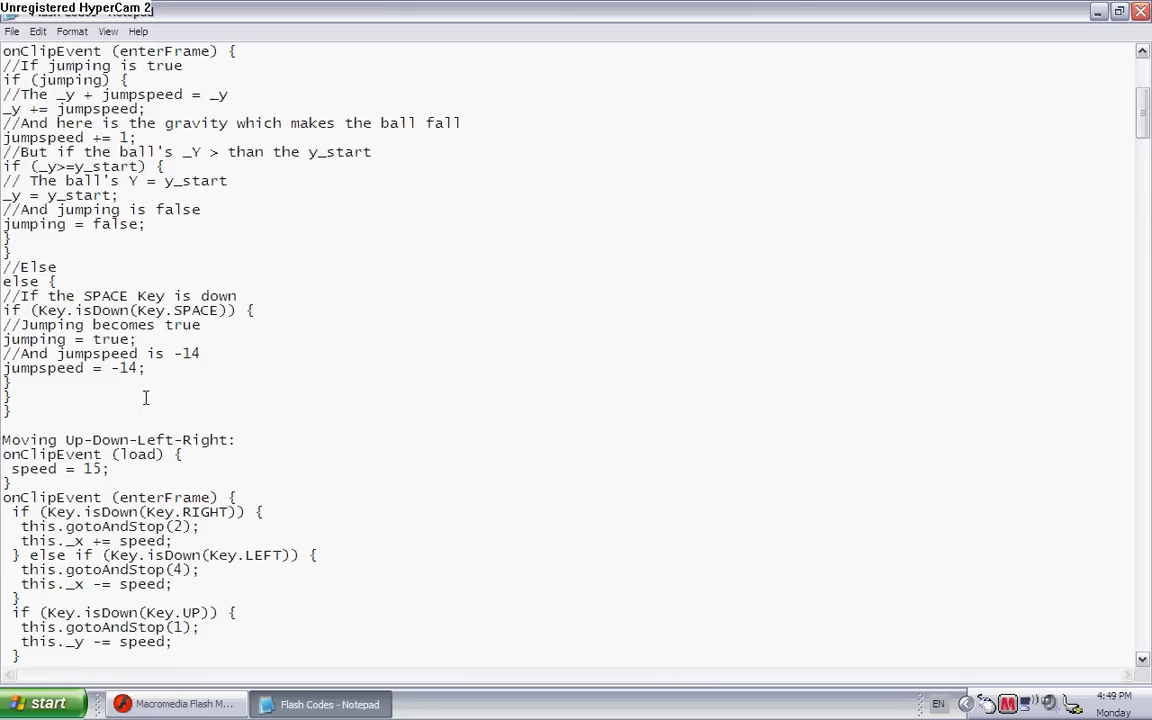 Unregistered HyperCam 2
Flash Codes - Notepad
File Edit Format View Help
onClipEvent (enterFrame) {
//If jumping is true
if (jumping) {
//The _y + jumpspeed = _y
_y += jumpspeed;
//And here is the gravity which makes the ball fall
jumpspeed += 1;
//But if the ball's _Y > than the y_start
if (_y>=y_start) {
// The ball's Y = y_start
_y = y_start;
//And jumping is false
jumping = false;
}
}
//Else
else {
//If the SPACE Key is down
if (Key.isDown(Key.SPACE)) {
//Jumping becomes true
jumping = true;
//And jumpspeed is -14
jumpspeed = -14;
}
}
}
Moving Up-Down-Left-Right:
onClipEvent (load) {
speed = 15;
}
onClipEvent (enterFrame) {
if (Key.isDown(Key.RIGHT)) {
this.gotoAndStop(2);
this._x += speed;
} else if (Key.isDown(Key.LEFT)) {
this.gotoAndStop(4);
this._x -= speed;
}
if (Key.isDown(Key.UP)) {
this.gotoAndStop(1);
this._y -= speed;
}
start Macromedia Flash M... Flash Codes - Notepad EN 4:49 PM
Monday